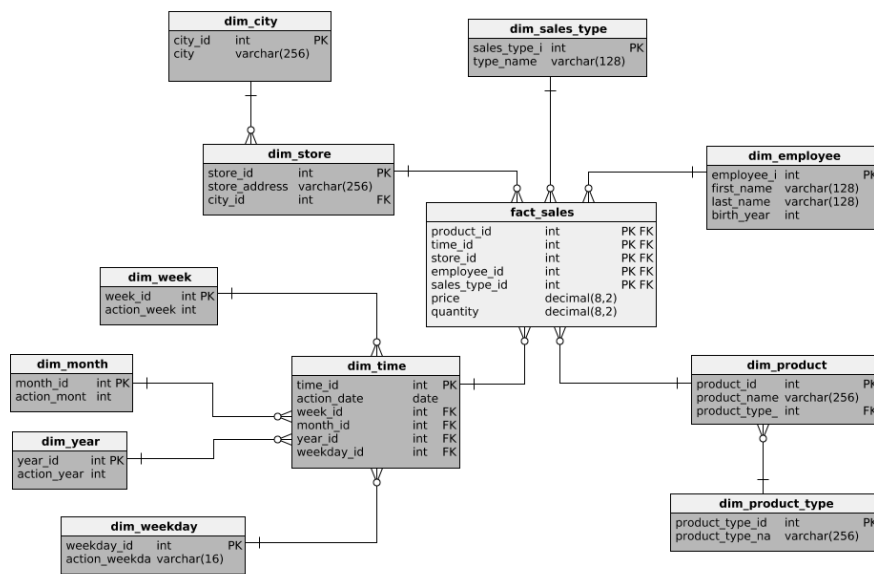 dim_city
city_id int PK
city varchar(256)
dim_sales_type
sales_type_i int PK
type_name varchar(128)
dim_store
store_id int PK
store_address varchar(256)
city_id int FK
dim_employee
employee_i int PK
first_name varchar(128)
last_name varchar(128)
birth_year int
fact_sales
product_id int PK FK
time_id int PK FK
store_id int PK FK
employee_id int PK FK
sales_type_id int PK FK
price decimal(8,2)
quantity decimal(8,2)
dim_week
week_id int PK
action_week int
dim_month
month_id int PK
action_mont int
dim_year
year_id int PK
action_year int
dim_time
time_id int PK
action_date date
week_id int FK
month_id int FK
year_id int FK
weekday_id int FK
dim_product
product_id int PK
product_name varchar(256)
product_type_ int FK
dim_weekday
weekday_id int PK
action_weekda varchar(16)
dim_product_type
product_type_id int PK
product_type_na varchar(256)